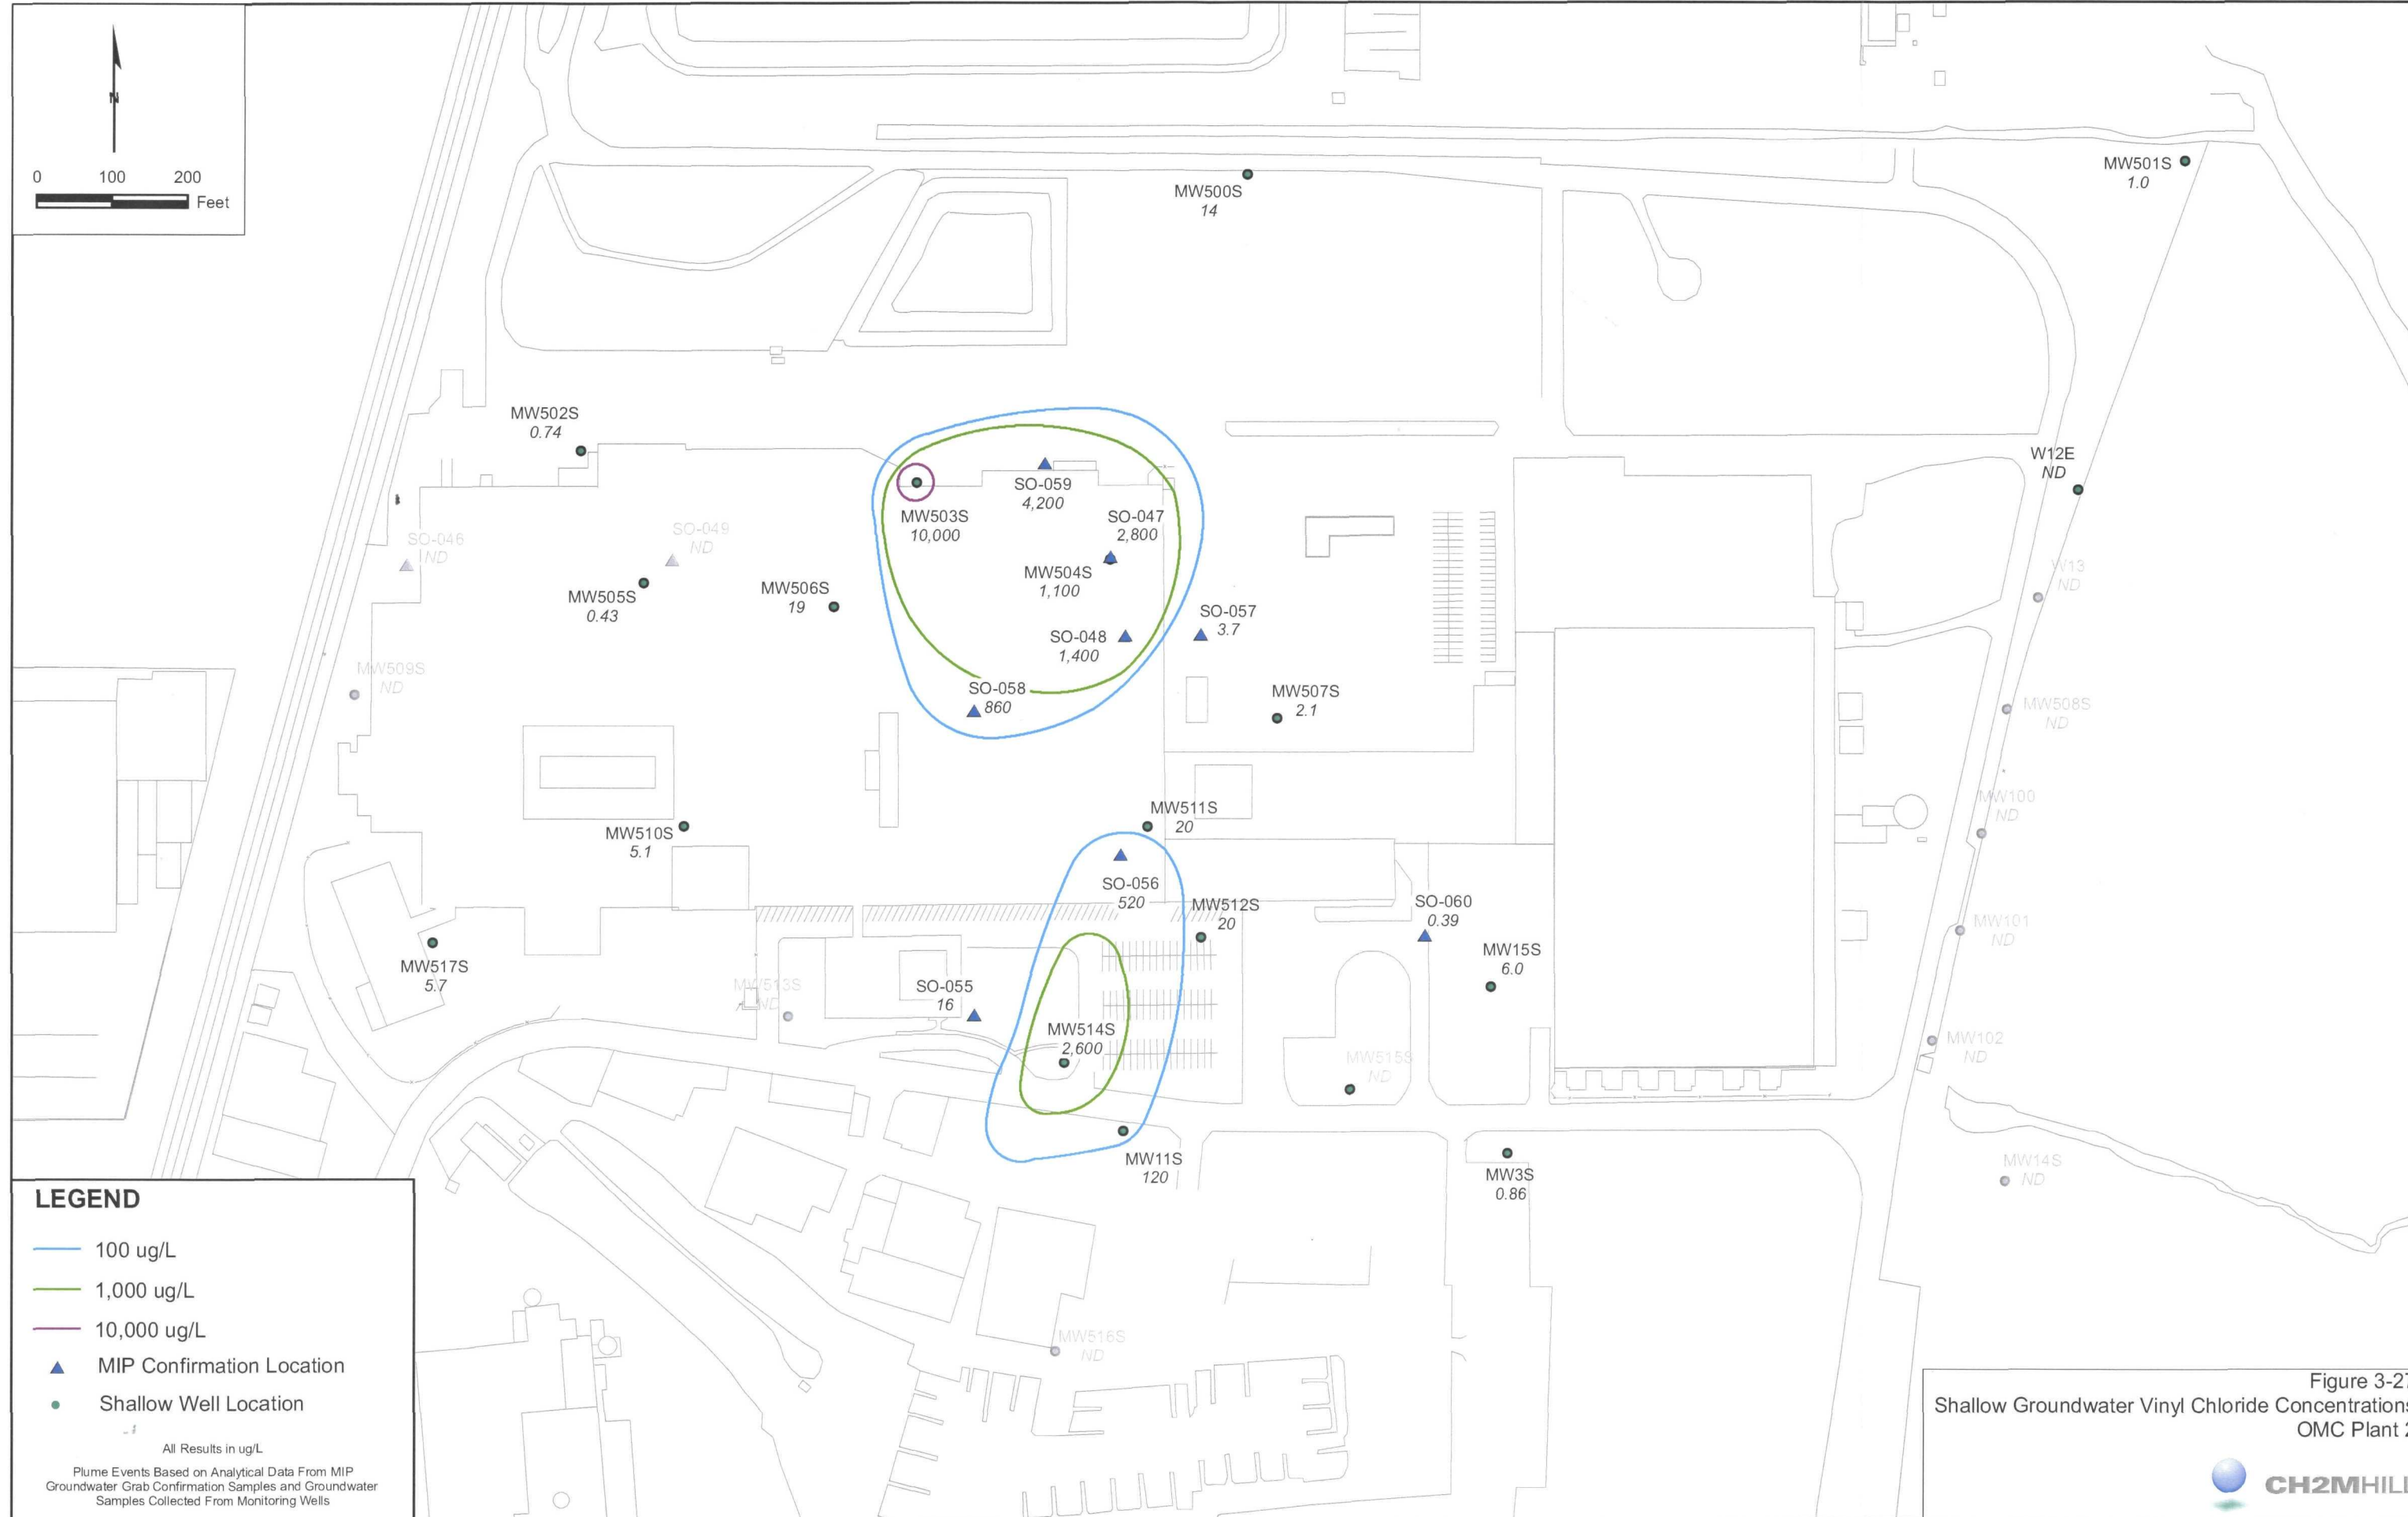 N
0 100 200
Feet
MW500S
14
MW501S
1.0
MW502S
0.74
W12E
ND
SO-059
4,200
MW503S
10,000
SO-047
2,800
SO-046
ND
SO-049
ND
MW504S
1,100
W13
ND
MW505S
0.43
MW506S
19
SO-057
3.7
SO-048
1,400
MW509S
ND
SO-058
860
MW507S
2.1
MW508S
ND
MW100
ND
MW511S
20
MW510S
5.1
SO-056
520
MW512S
20
SO-060
0.39
MW101
ND
MW15S
6.0
MW517S
5.7
MW513S
ND
SO-055
16
MW514S
2,600
MW515S
ND
MW102
ND
MW11S
120
MW3S
0.86
MW14S
ND
MW516S
ND
LEGEND
100 ug/L
1,000 ug/L
10,000 ug/L
MIP Confirmation Location
Shallow Well Location
All Results in ug/L
Plume Events Based on Analytical Data From MIP
Groundwater Grab Confirmation Samples and Groundwater
Samples Collected From Monitoring Wells
Figure 3-27
Shallow Groundwater Vinyl Chloride Concentrations
OMC Plant 2
CH2MHILL